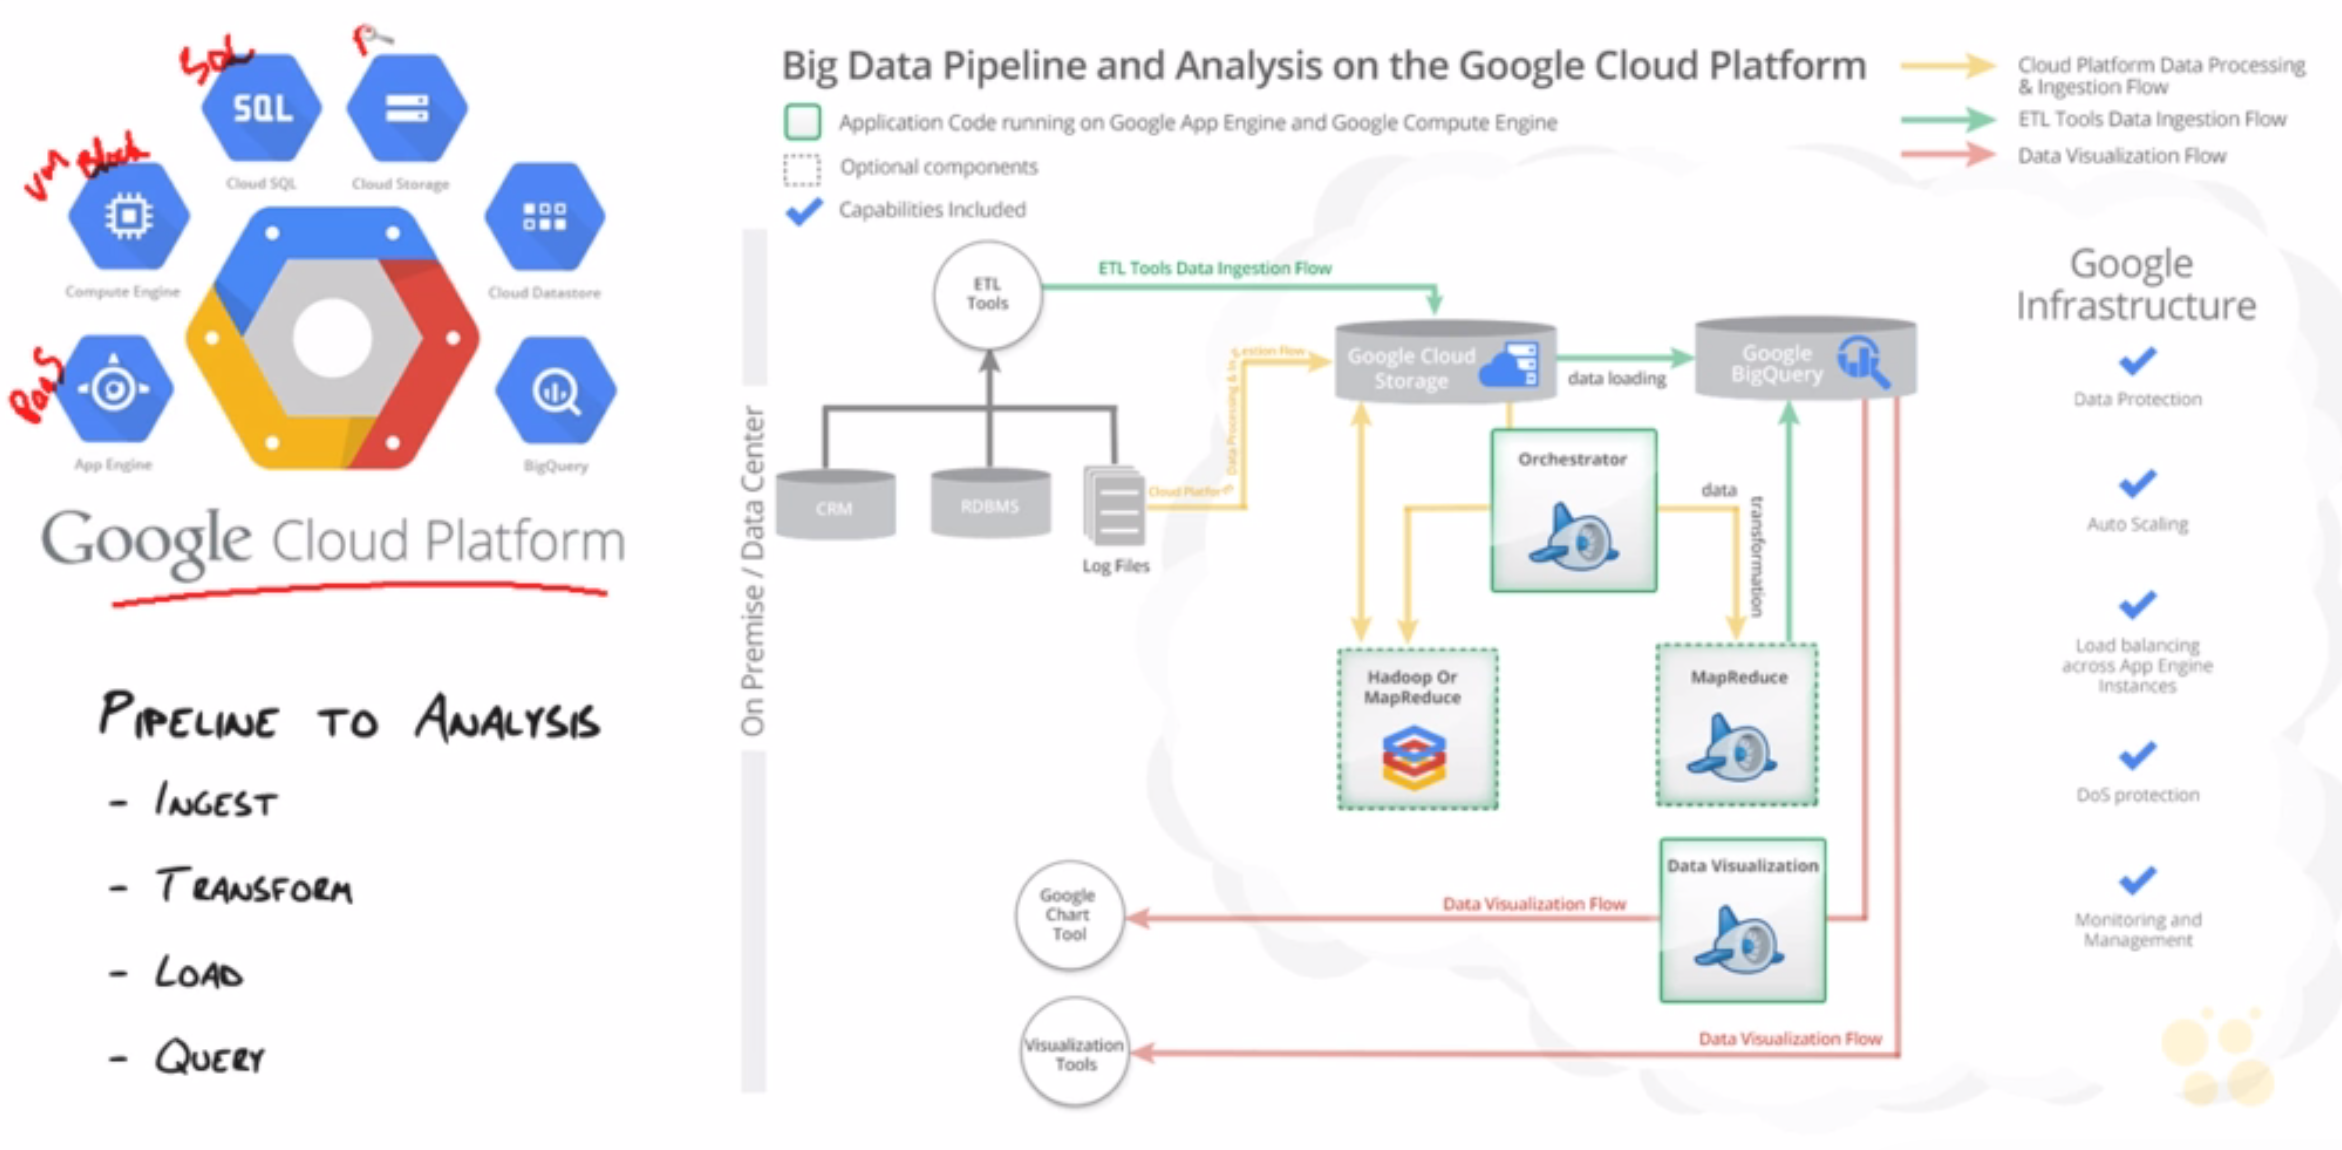 SQL
SQL
Cloud SQL
Cloud Storage
VM Block
Compute Engine
Cloud Datastore
PaaS
App Engine
BigQuery
Google Cloud Platform
PIPELINE TO ANALYSIS
- INGEST
- TRANSFORM
- LOAD
- QUERY
Big Data Pipeline and Analysis on the Google Cloud Platform
Application Code running on Google App Engine and Google Compute Engine
Optional components
Capabilities Included
Cloud Platform Data Processing
& Ingestion Flow
ETL Tools Data Ingestion Flow
Data Visualization Flow
On Premise / Data Center
ETL
Tools
ETL Tools Data Ingestion Flow
CRM
RDBMS
Log Files
Cloud Platform
Data Processing & In
gestion Flow
Google Cloud
Storage
data loading
Google
BigQuery
Orchestrator
data
transformation
Hadoop Or
MapReduce
MapReduce
Data Visualization
Google
Chart
Tool
Data Visualization Flow
Visualization
Tools
Data Visualization Flow
Google
Infrastructure
Data Protection
Auto Scaling
Load balancing
across App Engine
Instances
DoS protection
Monitoring and
Management